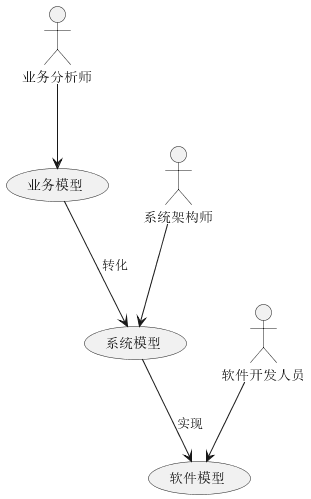 业务分析师
业务模型
系统架构师
转化
系统模型
软件开发人员
实现
软件模型